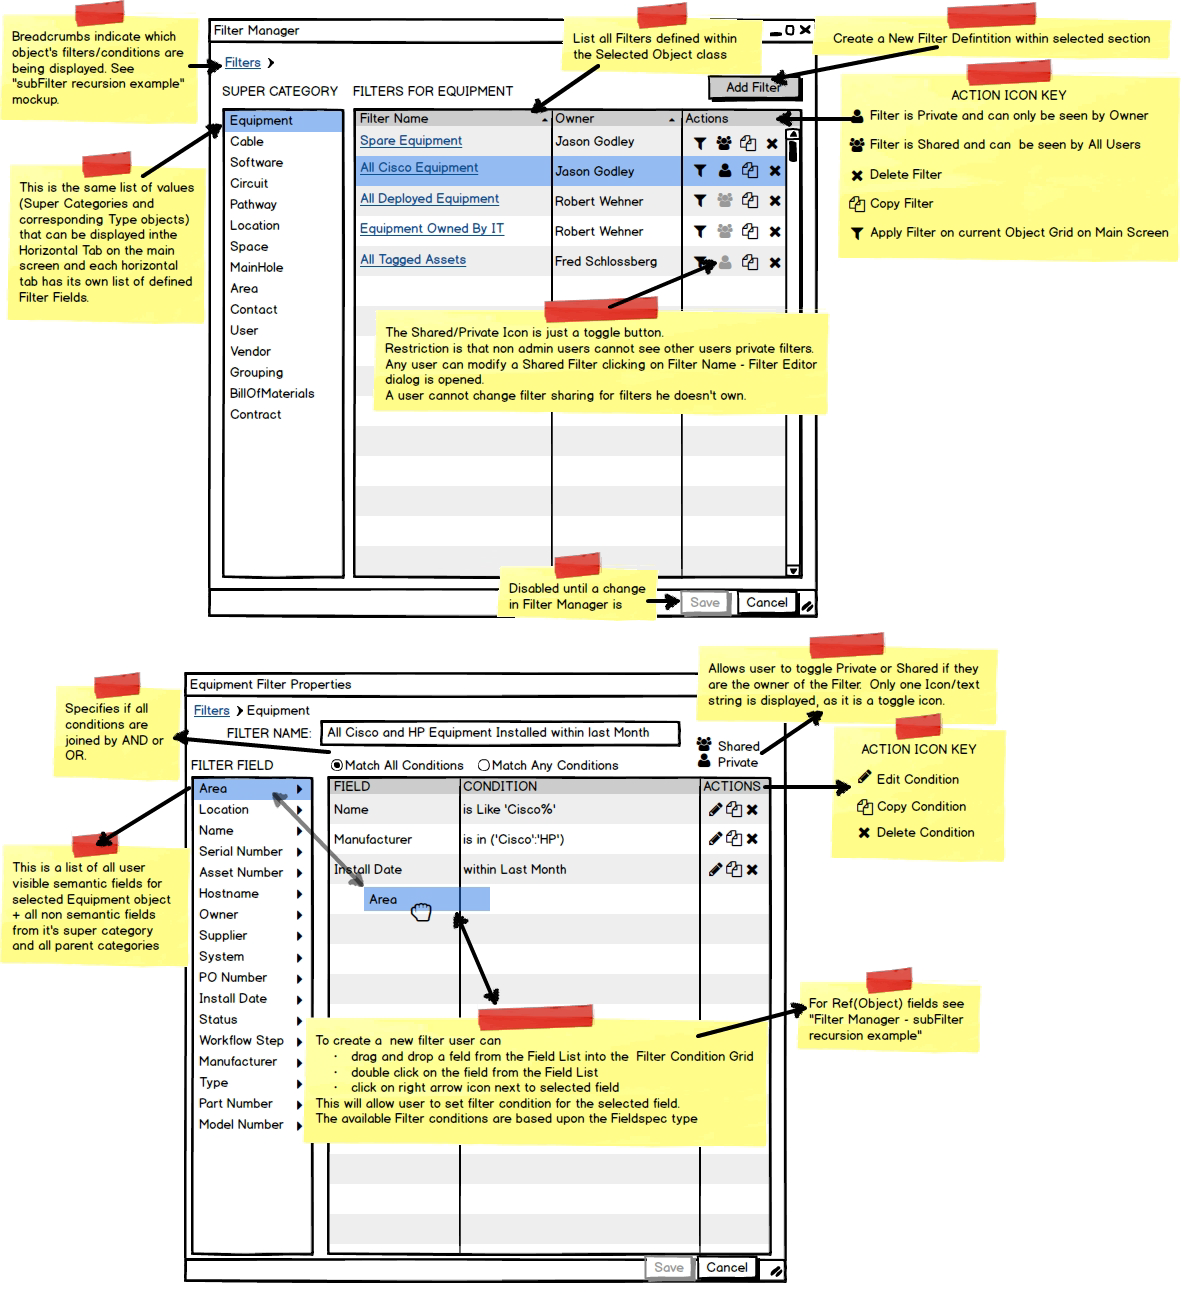 Breadcrumbs indicate which
object's filters/conditions are
being displayed. See
"subFilter recursion example"
mockup.
Filter Manager
List all Filters defined within
the Selected Object class
Create a New Filter Defintition within selected section
Filters
SUPER CATEGORY
FILTERS FOR EQUIPMENT
Add Filter
ACTION ICON KEY
Filter is Private and can only be seen by Owner
Filter is Shared and can be seen by All Users
Delete Filter
Copy Filter
Apply Filter on current Object Grid on Main Screen
Equipment
Cable
Software
Circuit
Pathway
Location
Space
MainHole
Area
Contact
User
Vendor
Grouping
BillOfMaterials
Contract
Filter Name Owner Actions
Spare Equipment Jason Godley
All Cisco Equipment Jason Godley
All Deployed Equipment Robert Wehner
Equipment Owned By IT Robert Wehner
All Tagged Assets Fred Schlossberg
This is the same list of values
(Super Categories and
corresponding Type objects)
that can be displayed inthe
Horizontal Tab on the main
screen and each horizontal
tab has its own list of defined
Filter Fields.
The Shared/Private Icon is just a toggle button.
Restriction is that non admin users cannot see other users private filters.
Any user can modify a Shared Filter clicking on Filter Name - Filter Editor
dialog is opened.
A user cannot change filter sharing for filters he doesn't own.
Disabled until a change
in Filter Manager is
Save
Cancel
Equipment Filter Properties
Allows user to toggle Private or Shared if they
are the owner of the Filter. Only one Icon/text
string is displayed, as it is a toggle icon.
Specifies if all
conditions are
joined by AND or
OR.
Filters Equipment
FILTER NAME: All Cisco and HP Equipment Installed within last Month
Shared
Private
ACTION ICON KEY
Edit Condition
Copy Condition
Delete Condition
FILTER FIELD
Match All Conditions Match Any Conditions
Area
Location
Name
Serial Number
Asset Number
Hostname
Owner
Supplier
System
PO Number
Install Date
Status
Workflow Step
Manufacturer
Type
Part Number
Model Number
FIELD CONDITION ACTIONS
Name is Like 'Cisco%'
Manufacturer is in ('Cisco':'HP')
Install Date within Last Month
Area
This is a list of all user
visible semantic fields for
selected Equipment object
+ all non semantic fields
from it's super category
and all parent categories
For Ref(Object) fields see
"Filter Manager - subFilter
recursion example"
To create a new filter user can
· drag and drop a feld from the Field List into the Filter Condition Grid
· double click on the field from the Field List
· click on right arrow icon next to selected field
This will allow user to set filter condition for the selected field.
The available Filter conditions are based upon the Fieldspec type
Save
Cancel